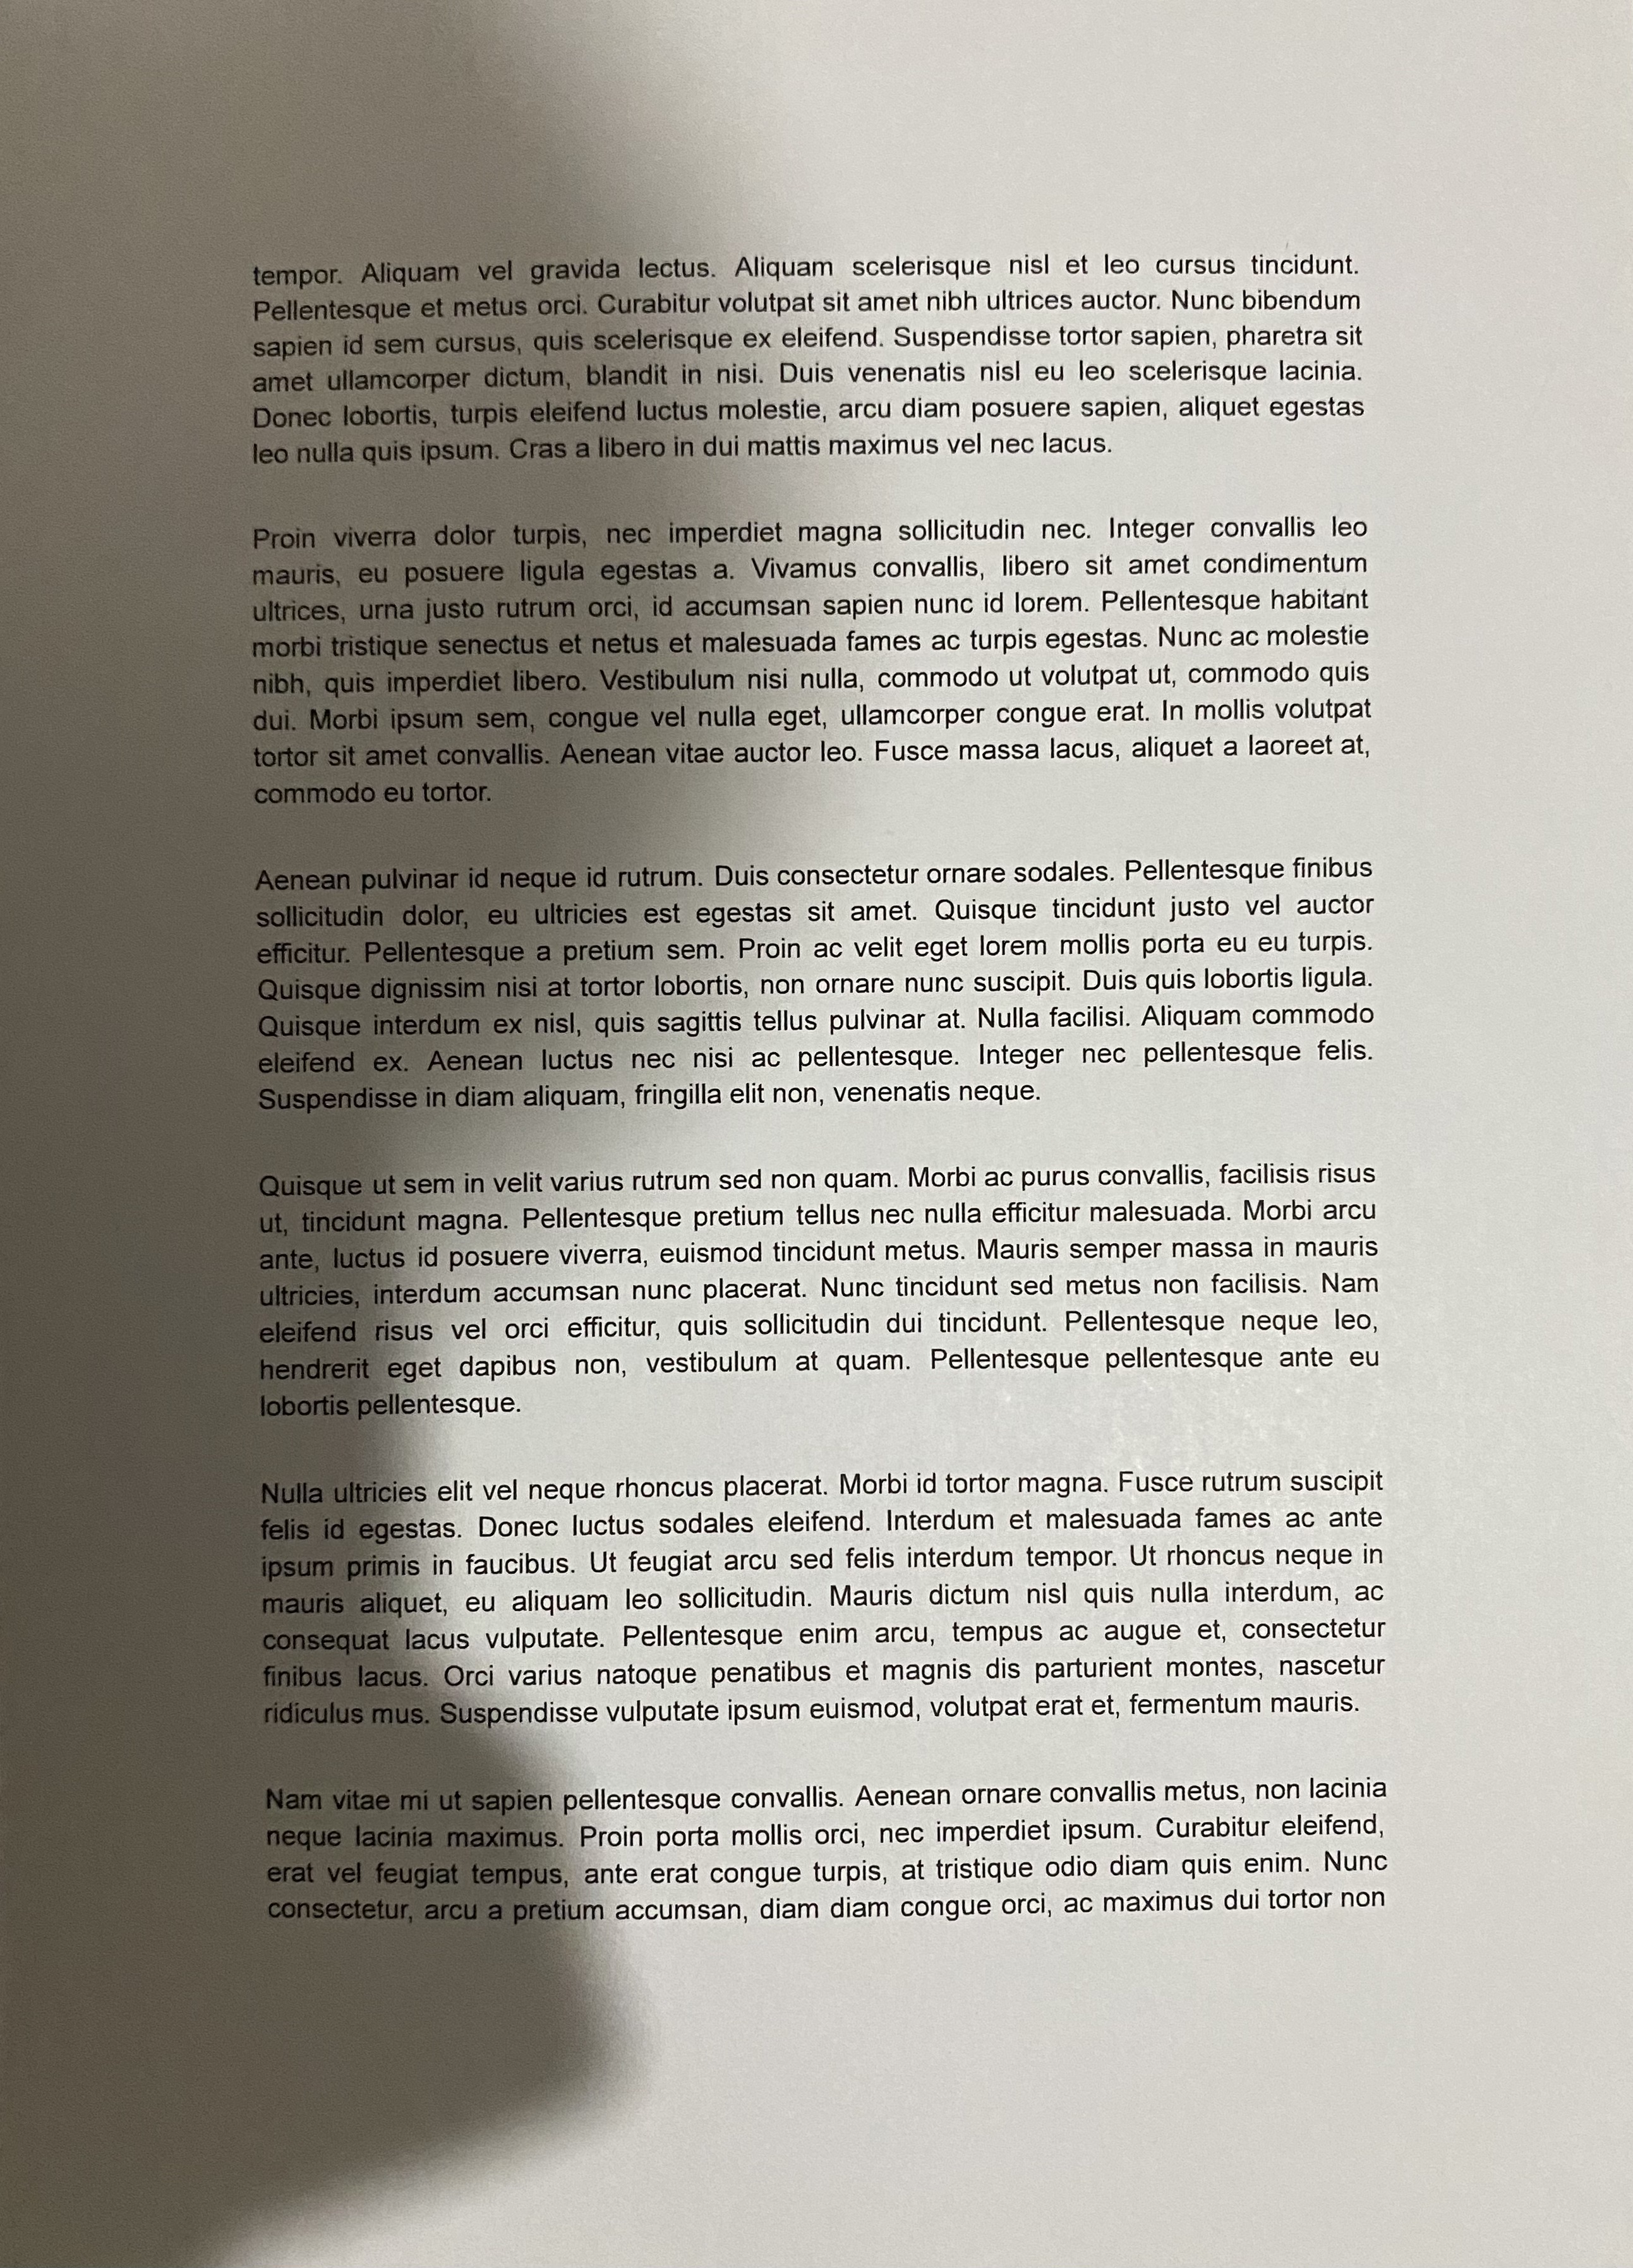 tempor. Aliquam vel gravida lectus. Aliquam scelerisque nisl et leo cursus tincidunt.
Pellentesque et metus orci. Curabitur volutpat sit amet nibh ultrices auctor. Nunc bibendum
sapien id sem cursus, quis scelerisque ex eleifend. Suspendisse tortor sapien, pharetra sit
amet ullamcorper dictum, blandit in nisi. Duis venenatis nisl eu leo scelerisque lacinia.
Donec lobortis, turpis eleifend luctus molestie, arcu diam posuere sapien, aliquet egestas
leo nulla quis ipsum. Cras a libero in dui mattis maximus vel nec lacus.
Proin viverra dolor turpis, nec imperdiet magna sollicitudin nec. Integer convallis leo
mauris, eu posuere ligula egestas a. Vivamus convallis, libero sit amet condimentum
ultrices, urna justo rutrum orci, id accumsan sapien nunc id lorem. Pellentesque habitant
morbi tristique senectus et netus et malesuada fames ac turpis egestas. Nunc ac molestie
nibh, quis imperdiet libero. Vestibulum nisi nulla, commodo ut volutpat ut, commodo quis
dui. Morbi ipsum sem, congue vel nulla eget, ullamcorper congue erat. In mollis volutpat
tortor sit amet convallis. Aenean vitae auctor leo. Fusce massa lacus, aliquet a laoreet at,
commodo eu tortor.
Aenean pulvinar id neque id rutrum. Duis consectetur ornare sodales. Pellentesque finibus
sollicitudin dolor, eu ultricies est egestas sit amet. Quisque tincidunt justo vel auctor
efficitur. Pellentesque a pretium sem. Proin ac velit eget lorem mollis porta eu eu turpis.
Quisque dignissim nisi at tortor lobortis, non ornare nunc suscipit. Duis quis lobortis ligula.
Quisque interdum ex nisl, quis sagittis tellus pulvinar at. Nulla facilisi. Aliquam commodo
eleifend ex. Aenean luctus nec nisi ac pellentesque. Integer nec pellentesque felis.
Suspendisse in diam aliquam, fringilla elit non, venenatis neque.
Quisque ut sem in velit varius rutrum sed non quam. Morbi ac purus convallis, facilisis risus
ut, tincidunt magna. Pellentesque pretium tellus nec nulla efficitur malesuada. Morbi arcu
ante, luctus id posuere viverra, euismod tincidunt metus. Mauris semper massa in mauris
ultricies, interdum accumsan nunc placerat. Nunc tincidunt sed metus non facilisis. Nam
eleifend risus vel orci efficitur, quis sollicitudin dui tincidunt. Pellentesque neque leo,
hendrerit eget dapibus non, vestibulum at quam. Pellentesque pellentesque ante eu
lobortis pellentesque.
Nulla ultricies elit vel neque rhoncus placerat. Morbi id tortor magna. Fusce rutrum suscipit
felis id egestas. Donec luctus sodales eleifend. Interdum et malesuada fames ac ante
ipsum primis in faucibus. Ut feugiat arcu sed felis interdum tempor. Ut rhoncus neque in
mauris aliquet, eu aliquam leo sollicitudin. Mauris dictum nisl quis nulla interdum, ac
consequat lacus vulputate. Pellentesque enim arcu, tempus ac augue et, consectetur
finibus lacus. Orci varius natoque penatibus et magnis dis parturient montes, nascetur
ridiculus mus. Suspendisse vulputate ipsum euismod, volutpat erat et, fermentum mauris.
Nam vitae mi ut sapien pellentesque convallis. Aenean ornare convallis metus, non lacinia
neque lacinia maximus. Proin porta mollis orci, nec imperdiet ipsum. Curabitur eleifend,
erat vel feugiat tempus, ante erat congue turpis, at tristique odio diam quis enim. Nunc
consectetur, arcu a pretium accumsan, diam diam congue orci, ac maximus dui tortor non